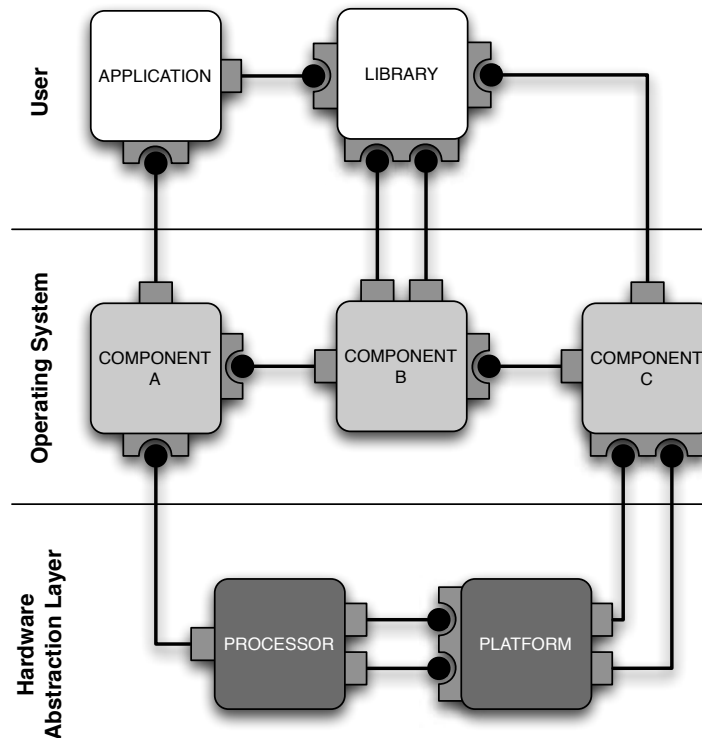 User
APPLICATION
LIBRARY
Operating System
COMPONENT
A
COMPONENT
B
COMPONENT
C
Hardware
Abstraction Layer
PROCESSOR
PLATFORM